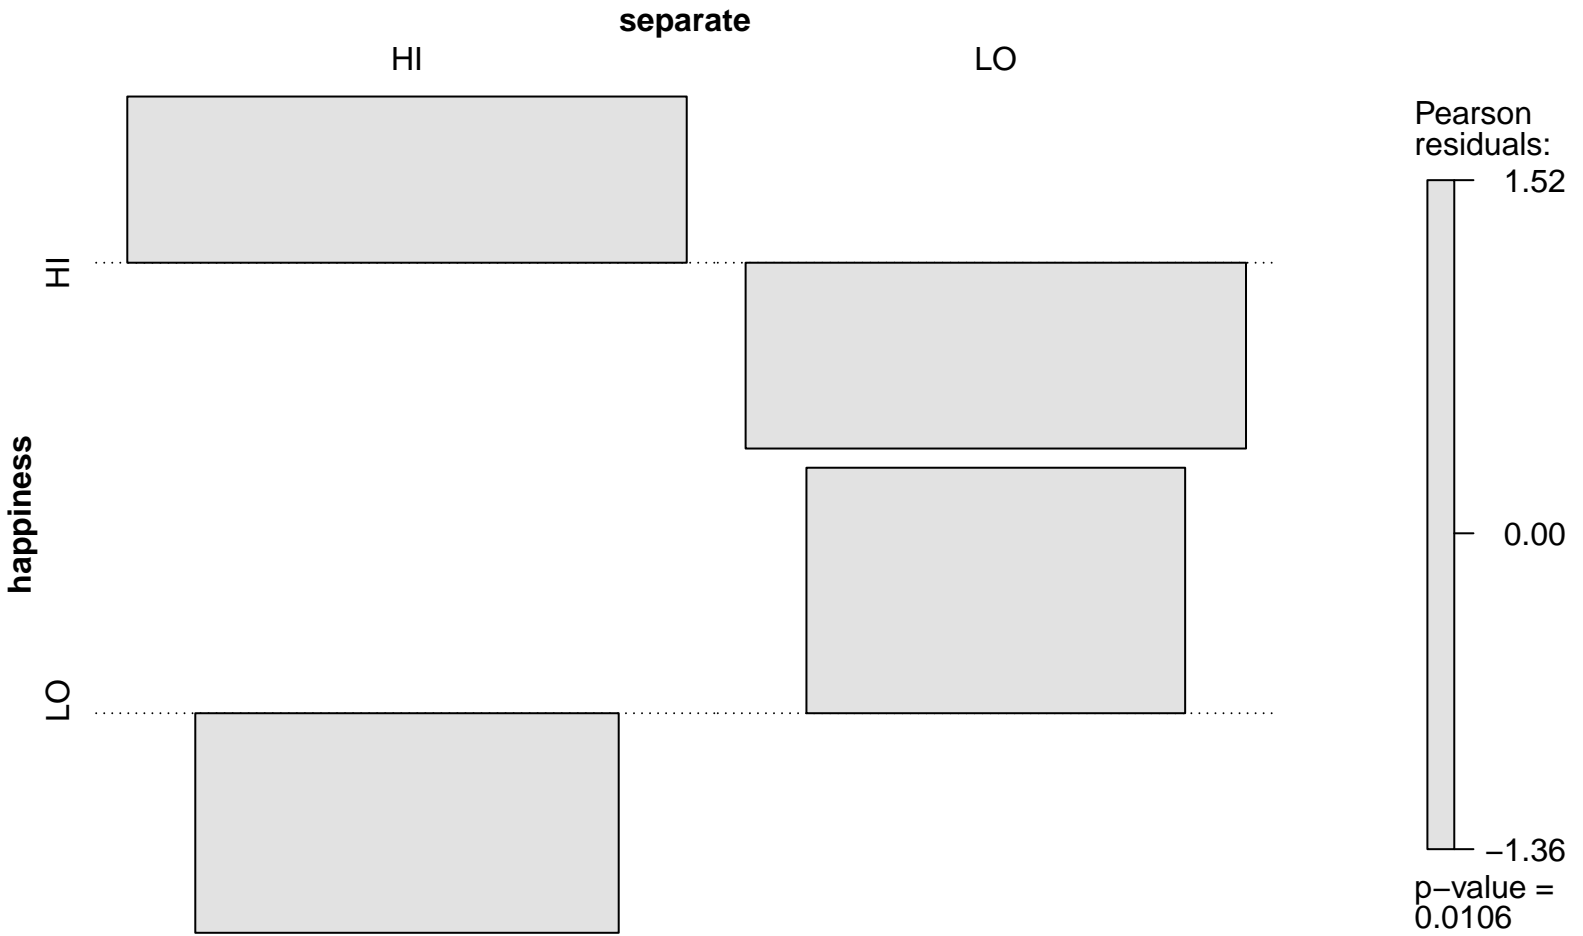 separate
HI
LO
HI
LO
happiness
Pearson
residuals:
1.52
0.00
−1.36
p−value =
0.0106